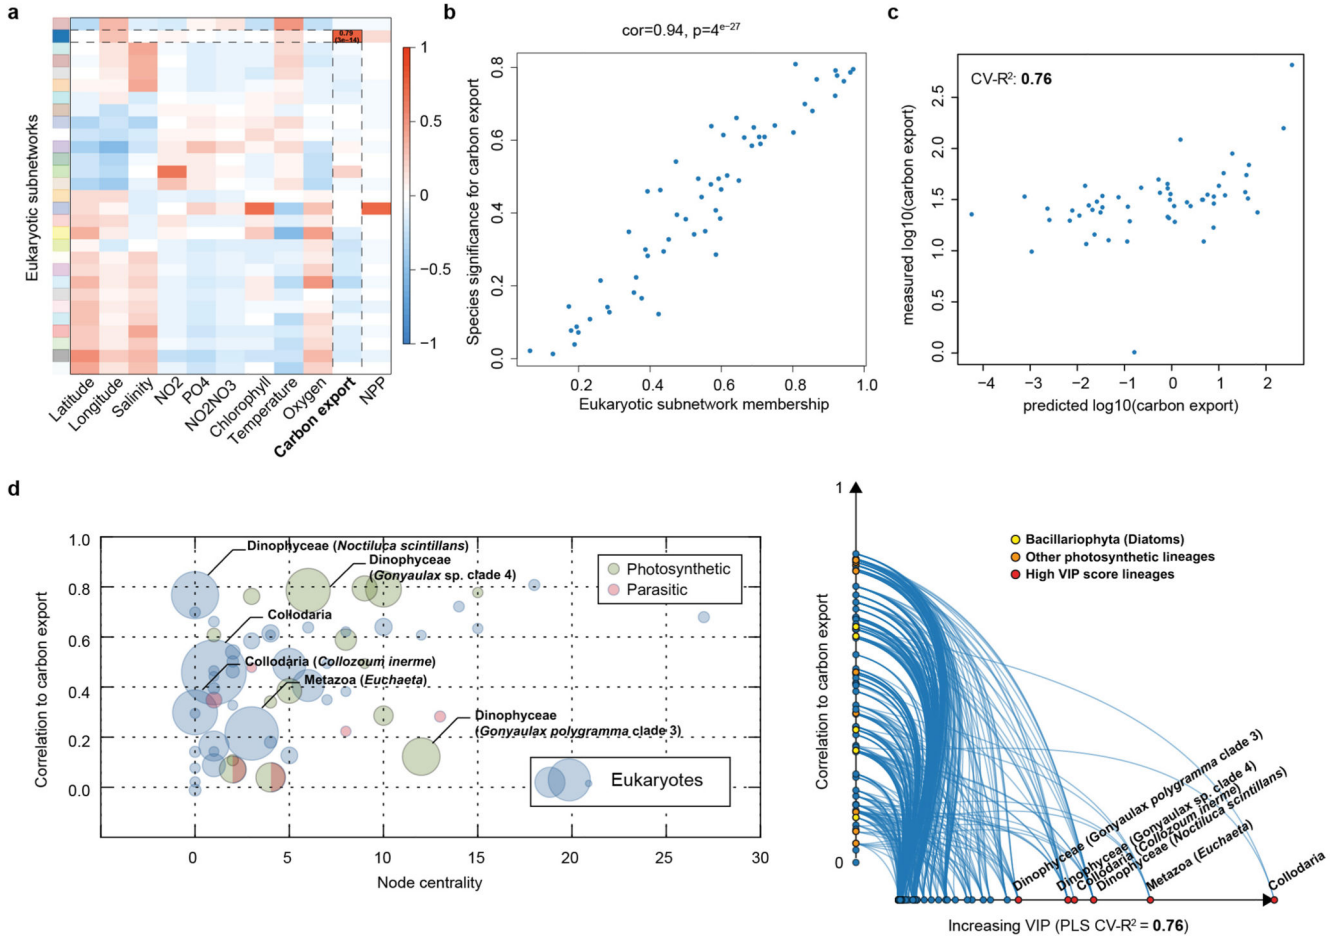 a
Eukaryotic subnetworks
0.79
(3e−14)
1
0.5
0
−0.5
−1
Latitude
Longitude
Salinity
NO2
PO4
NO2NO3
Chlorophyll
Temperature
Oxygen
Carbon export
NPP
b
cor=0.94, p=4e−27
Species significance for carbon export
0.8
0.6
0.4
0.2
0.0
0.2
0.4
0.6
0.8
1.0
Eukaryotic subnetwork membership
c
CV-R²: 0.76
measured log10(carbon export)
2.5
2.0
1.5
1.0
0.5
0.0
−4
−3
−2
−1
0
1
2
predicted log10(carbon export)
d
Correlation to carbon export
1.0
0.8
0.6
0.4
0.2
0.0
Dinophyceae (Noctiluca scintillans)
Dinophyceae
(Gonyaulax sp. clade 4)
Collodaria
Collodaria (Collozoum inerme)
Metazoa (Euchaeta)
Dinophyceae
(Gonyaulax polygramma clade 3)
Photosynthetic
Parasitic
Eukaryotes
0
5
10
15
20
25
30
Node centrality
1
0
Correlation to carbon export
Bacillariophyta (Diatoms)
Other photosynthetic lineages
High VIP score lineages
Dinophyceae (Gonyaulax polygramma clade 3)
Dinophyceae (Gonyaulax sp. clade 4)
Collodaria (Collozoum inerme)
Dinophyceae (Noctiluca scintillans)
Metazoa (Euchaeta)
Collodaria
Increasing VIP (PLS CV-R² = 0.76)